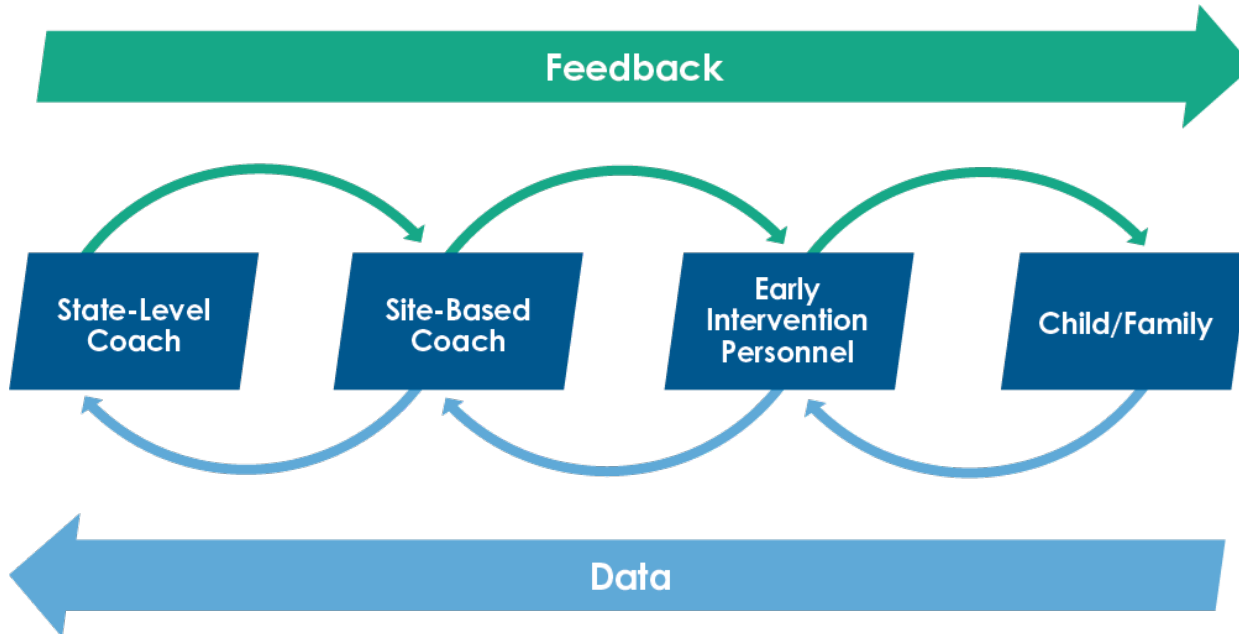 Feedback
State-Level
Coach
Site-Based
Coach
Early
Intervention
Personnel
Child/Family
Data